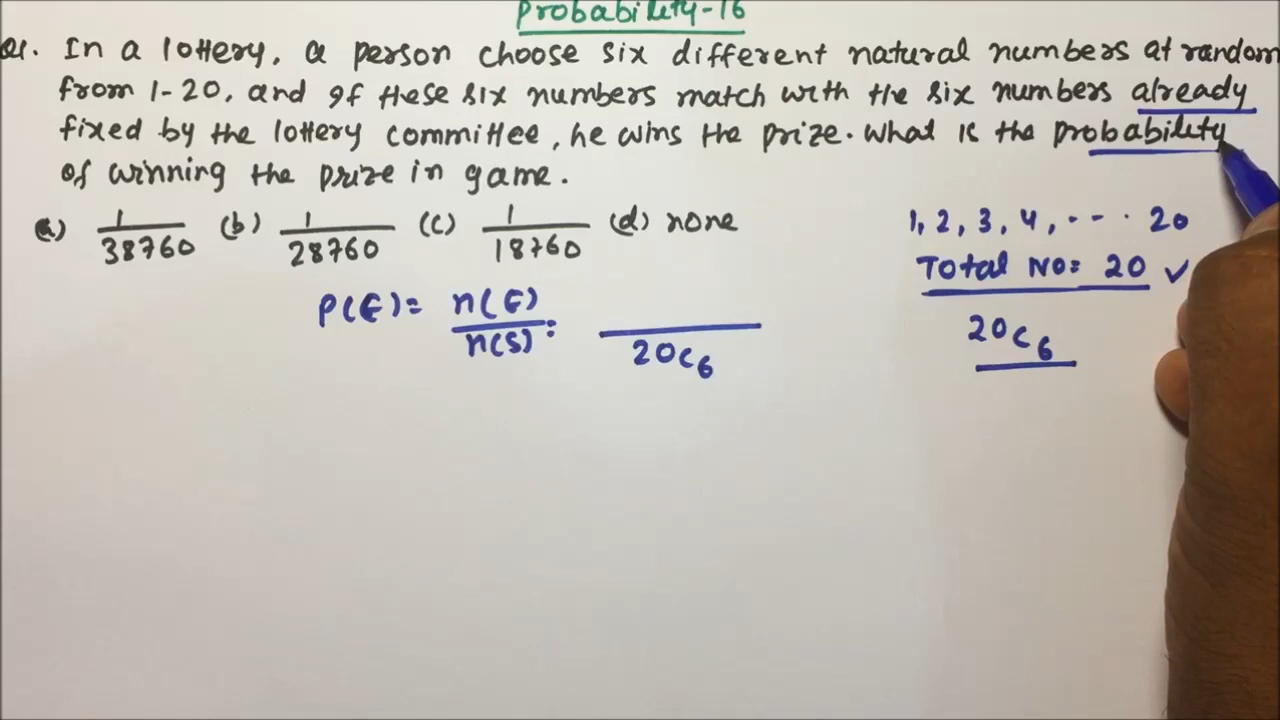 Probability-16
Q1. In a lottery, a person choose six different natural numbers at random
from 1-20, and if these six numbers match with the six numbers already
fixed by the lottery committee, he wins the prize. What is the probability
of winning the prize in game.
(a) 1/38760 (b) 1/28760 (c) 1/18760 (d) none
1, 2, 3, 4, --- 20
Total No = 20 ✓
20C6
P(E) = n(E)/n(S) = /20C6